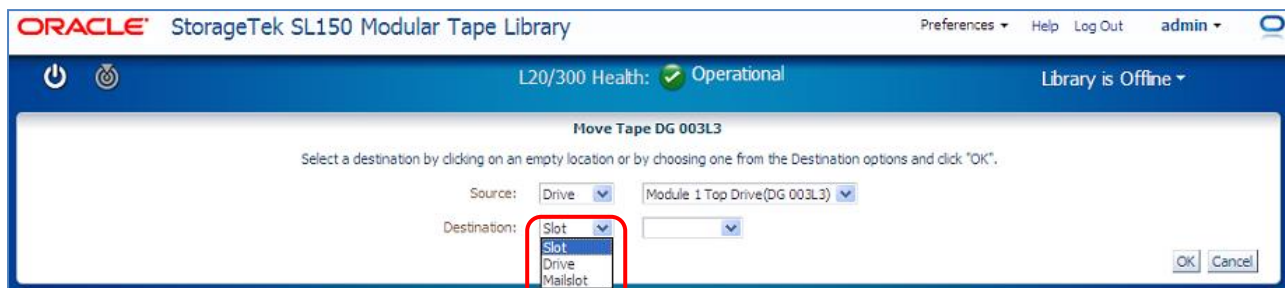 ORACLE® StorageTek SL150 Modular Tape Library Preferences Help Log Out admin
L20/300 Health: Operational Library is Offline
Move Tape DG 003L3
Select a destination by clicking on an empty location or by choosing one from the Destination options and click "OK".
Source: Drive Module 1 Top Drive(DG 003L3)
Destination: Slot
Slot
Drive
Mailslot
OK Cancel